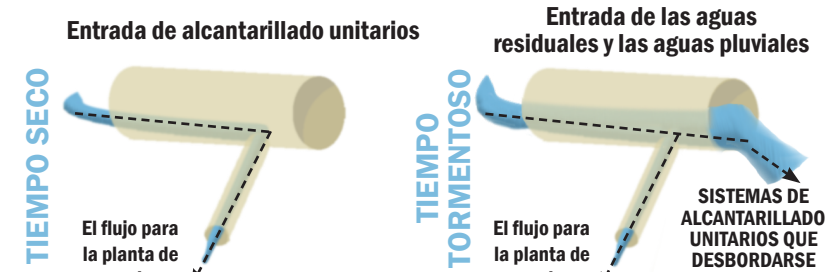 Entrada de alcantarillado unitarios
TIEMPO SECO
El flujo para
la planta de
Entrada de las aguas
residuales y las aguas pluviales
TIEMPO
TORMENTOSO
El flujo para
la planta de
SISTEMAS DE
ALCANTARILLADO
UNITARIOS QUE
DESBORDARSE